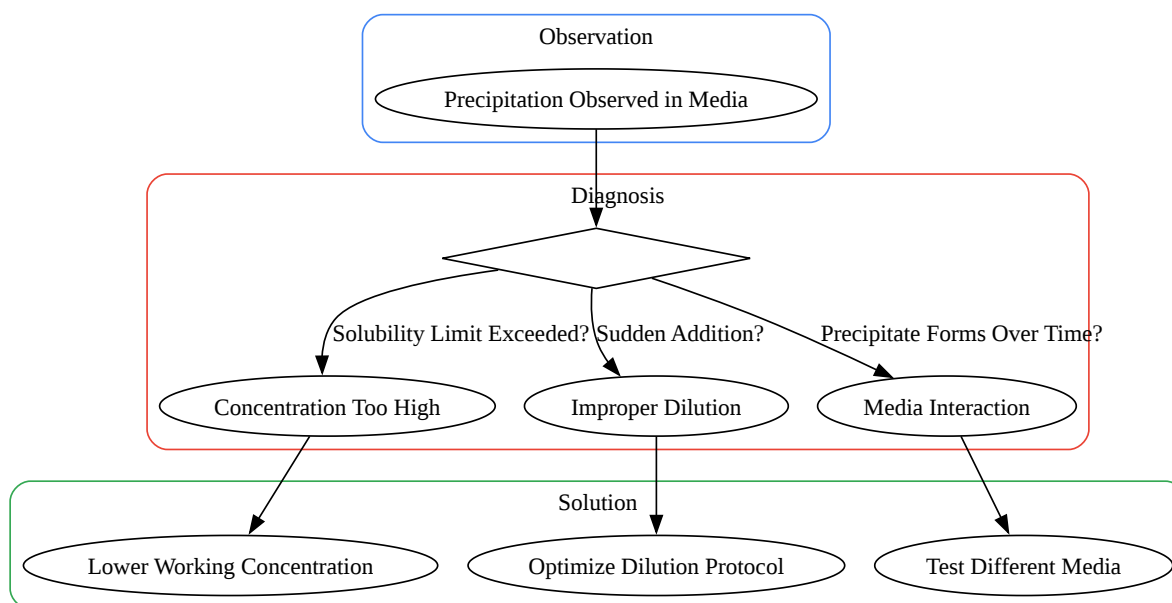 Observation
Precipitation Observed in Media
Diagnosis
Solubility Limit Exceeded?
Sudden Addition?
Precipitate Forms Over Time?
Concentration Too High
Improper Dilution
Media Interaction
Solution
Lower Working Concentration
Optimize Dilution Protocol
Test Different Media